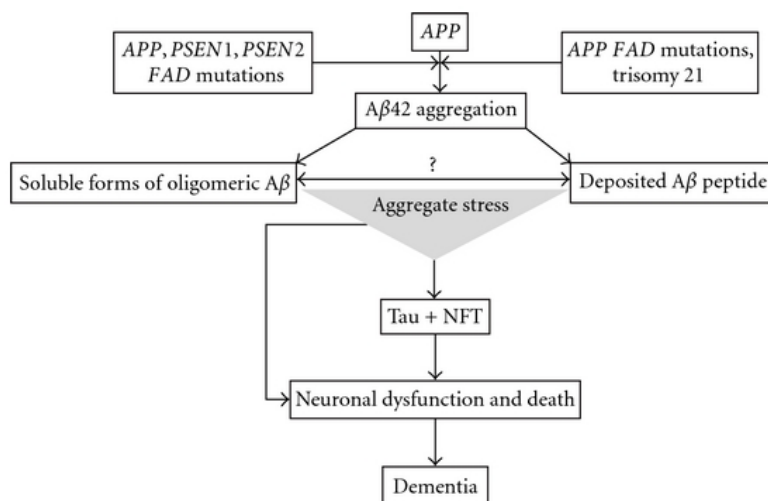 APP
APP, PSEN1, PSEN2
FAD mutations
APP FAD mutations,
trisomy 21
Aβ42 aggregation
?
Soluble forms of oligomeric Aβ
Deposited Aβ peptide
Aggregate stress
Tau + NFT
Neuronal dysfunction and death
Dementia